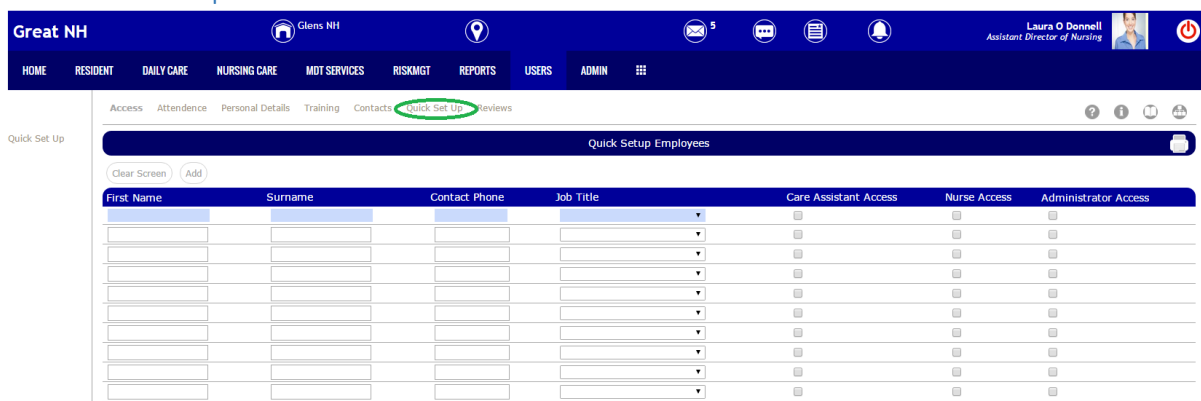 Great NH
Glens NH
5
Laura O Donnell
Assistant Director of Nursing
HOME RESIDENT DAILY CARE NURSING CARE MDT SERVICES RISKMGT REPORTS USERS ADMIN
Access Attendence Personal Details Training Contacts Quick Set Up Reviews
Quick Set Up
Quick Setup Employees
Clear Screen Add
First Name Surname Contact Phone Job Title Care Assistant Access Nurse Access Administrator Access